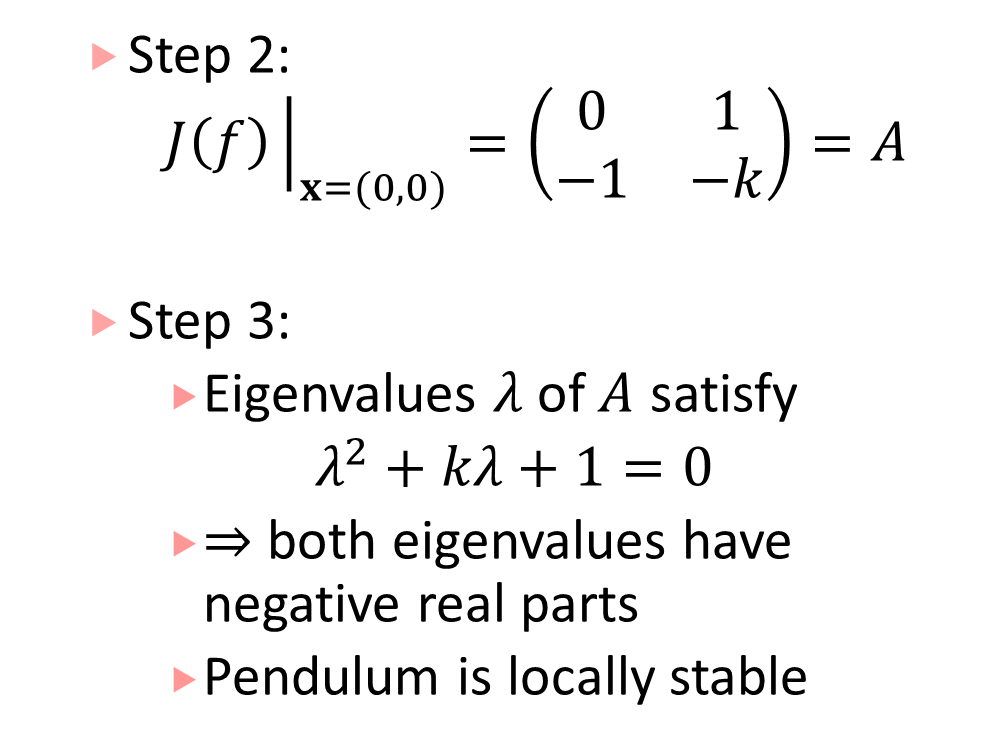 ▶ Step 2:
J(f)|ₓ₌₍₀,₀₎ = (0 1; −1 −k) = A
▶ Step 3:
▶ Eigenvalues λ of A satisfy
λ² + kλ + 1 = 0
▶ ⇒ both eigenvalues have
negative real parts
▶ Pendulum is locally stable